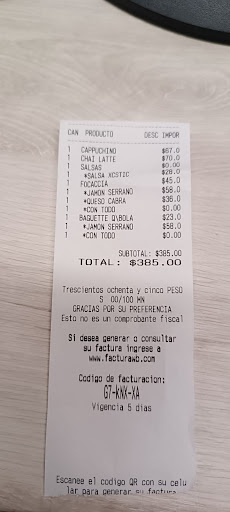 CAN PRODUCTO DESC IMPOR
1 CAPPUCHINO $67.0
1 CHAI LATTE $70.0
1 SALSAS $0.00
1 *SALSA XCSTIC $28.0
1 FOCACCIA $45.0
1 *JAMON SERRANO $58.0
1 *QUESO CABRA $36.0
1 *CON TODO $0.00
1 BAGUETTE Q\BOLA $23.0
1 *JAMON SERRANO $58.0
1 *CON TODO $0.00
SUBTOTAL: $385.00
TOTAL: $385.00
Trescientos ochenta y cinco PESO
S 00/100 MN
GRACIAS POR SU PREFERENCIA
Esto no es un comprobante fiscal
Si desea generar o consultar
su factura ingrese a
www.facturawb.com
Codigo de facturacion:
G7-kNX-XA
Vigencia 5 dias
Escanee el codigo QR con su celu
lar para generar su factura